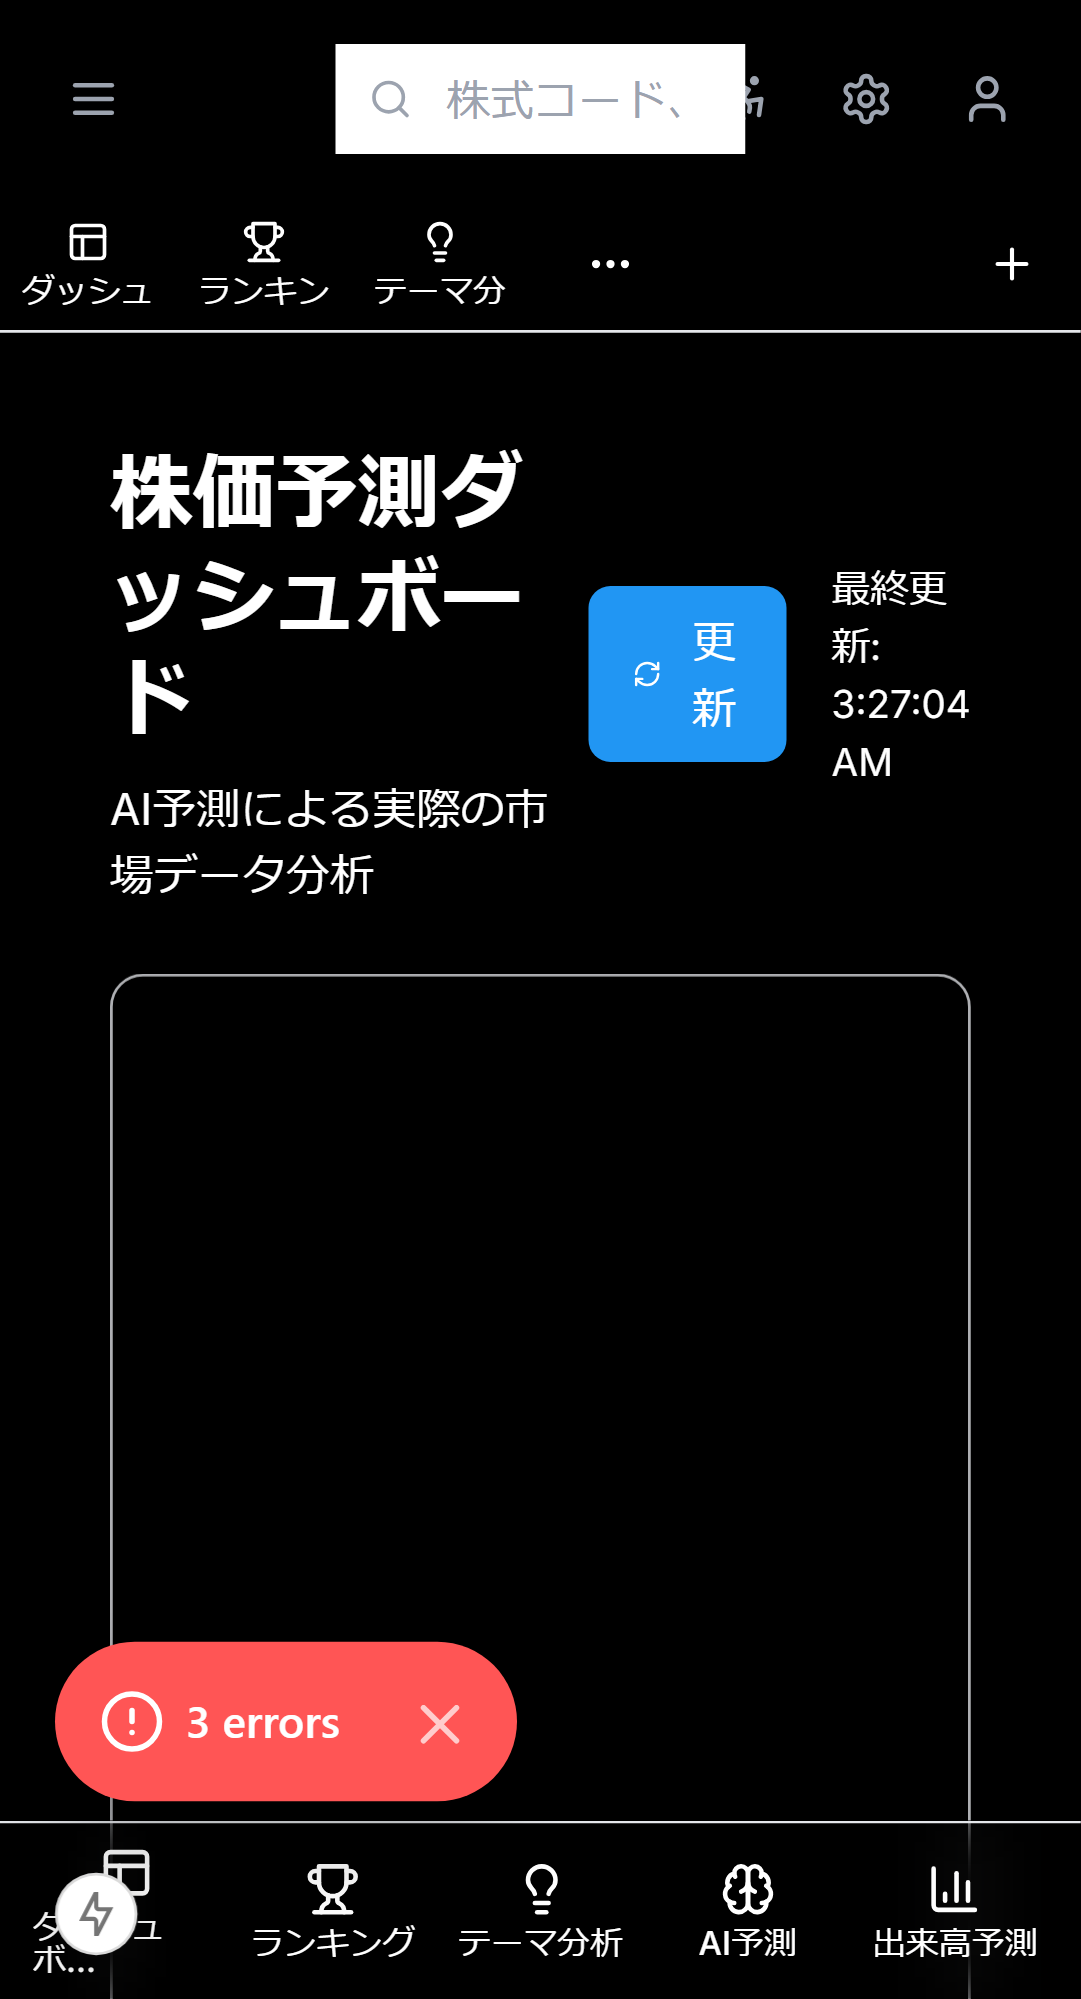 株式コード、
ダッシュ
ランキン
テーマ分
株価予測ダ
ッシュボー
ド
更
新
最終更
新:
3:27:04
AM
AI予測による実際の市
場データ分析
3 errors
ボ...
ランキング
テーマ分析
AI予測
出来高予測